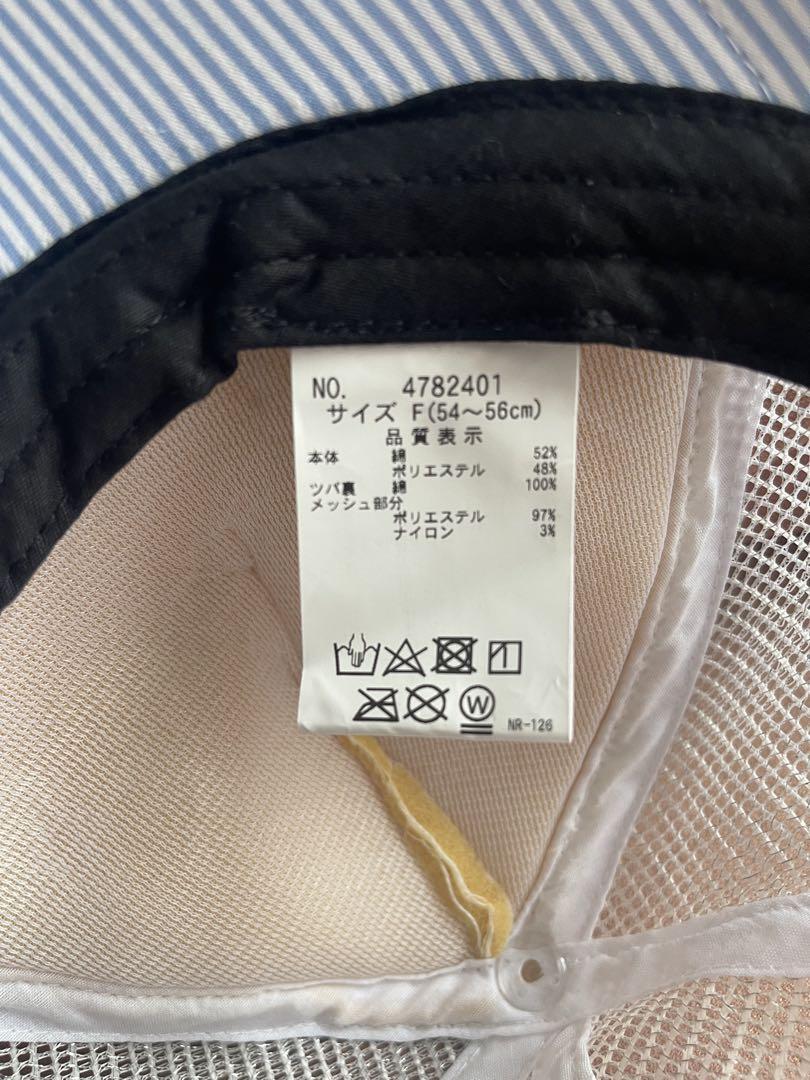 NO. 4782401
サイズ F(54～56cm)
品質表示
本体 綿 52%
ポリエステル 48%
ツバ裏 綿 100%
メッシュ部分
ポリエステル 97%
ナイロン 3%
W
NR-126